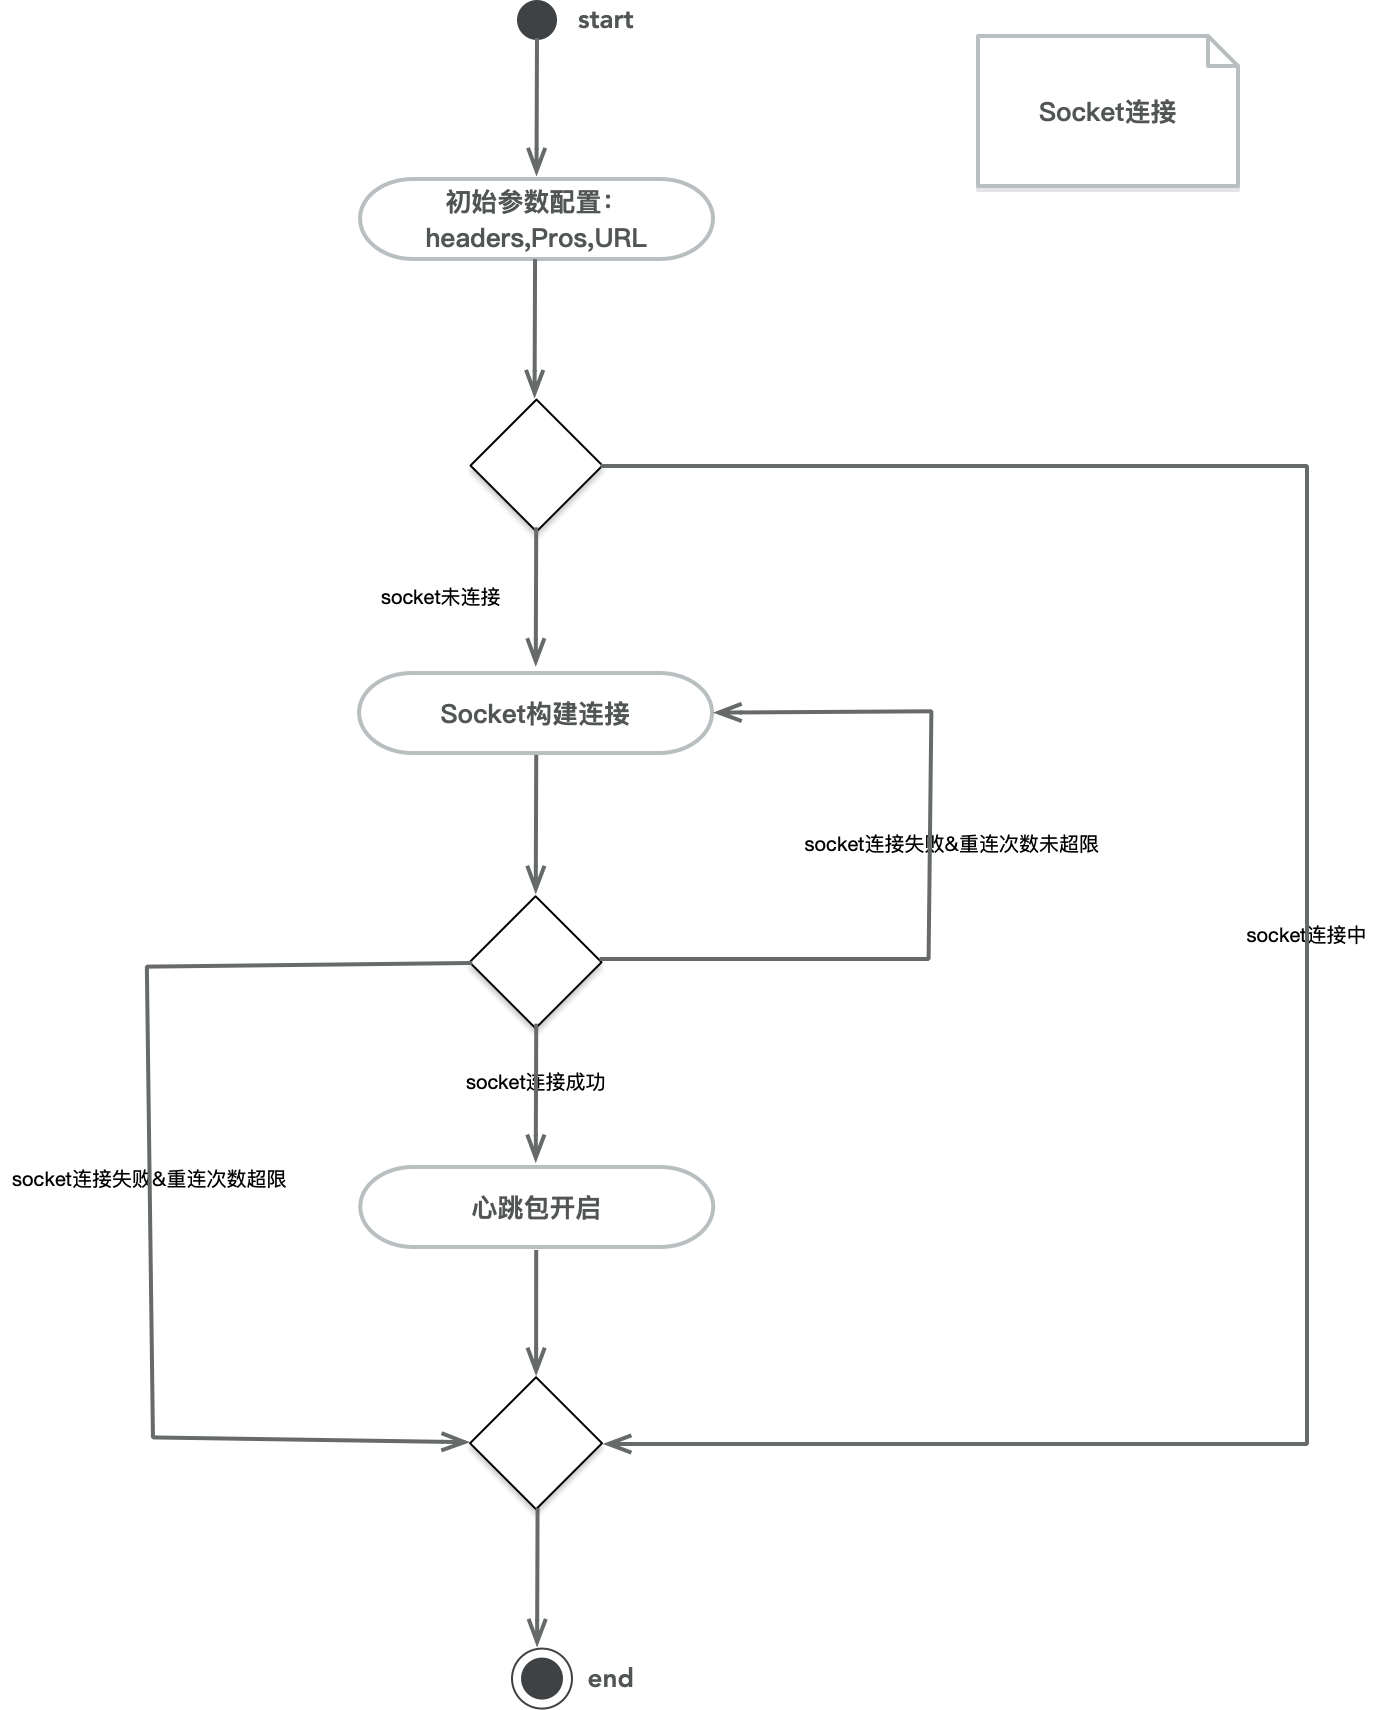 start
Socket连接
初始参数配置：
headers,Pros,URL
socket未连接
Socket构建连接
socket连接失败&重连次数未超限
socket连接中
socket连接成功
socket连接失败&重连次数超限
心跳包开启
end